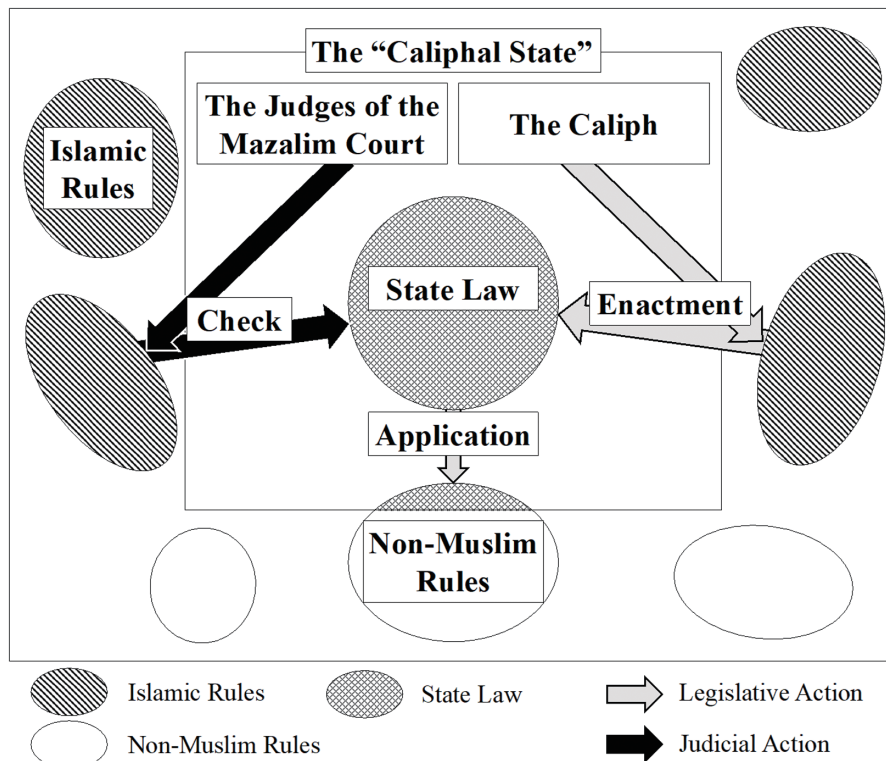 The “Caliphal State”
The Judges of the
Mazalim Court
The Caliph
Islamic
Rules
State Law
Check
Enactment
Application
Non-Muslim
Rules
Islamic Rules
State Law
Legislative Action
Non-Muslim Rules
Judicial Action